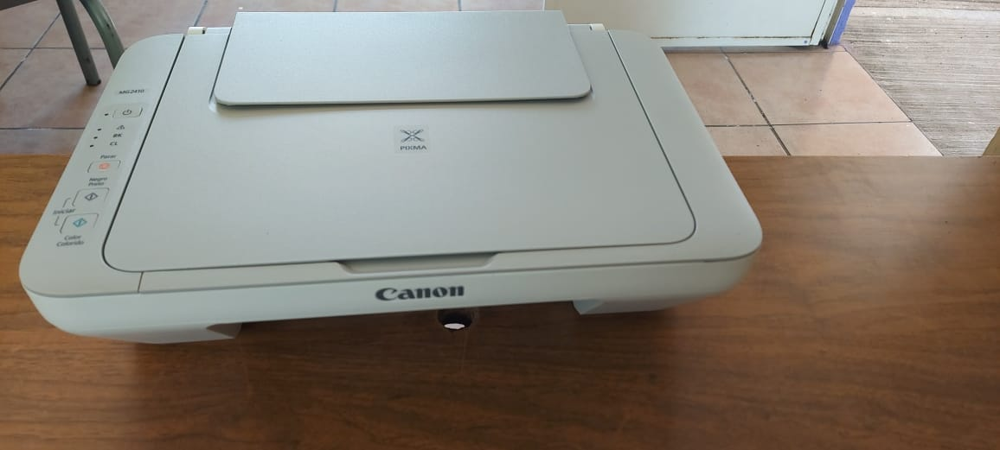 MG2410
BK
CL
Parar
Negro
Preto
Iniciar
Color
Colorido
PIXMA
Canon